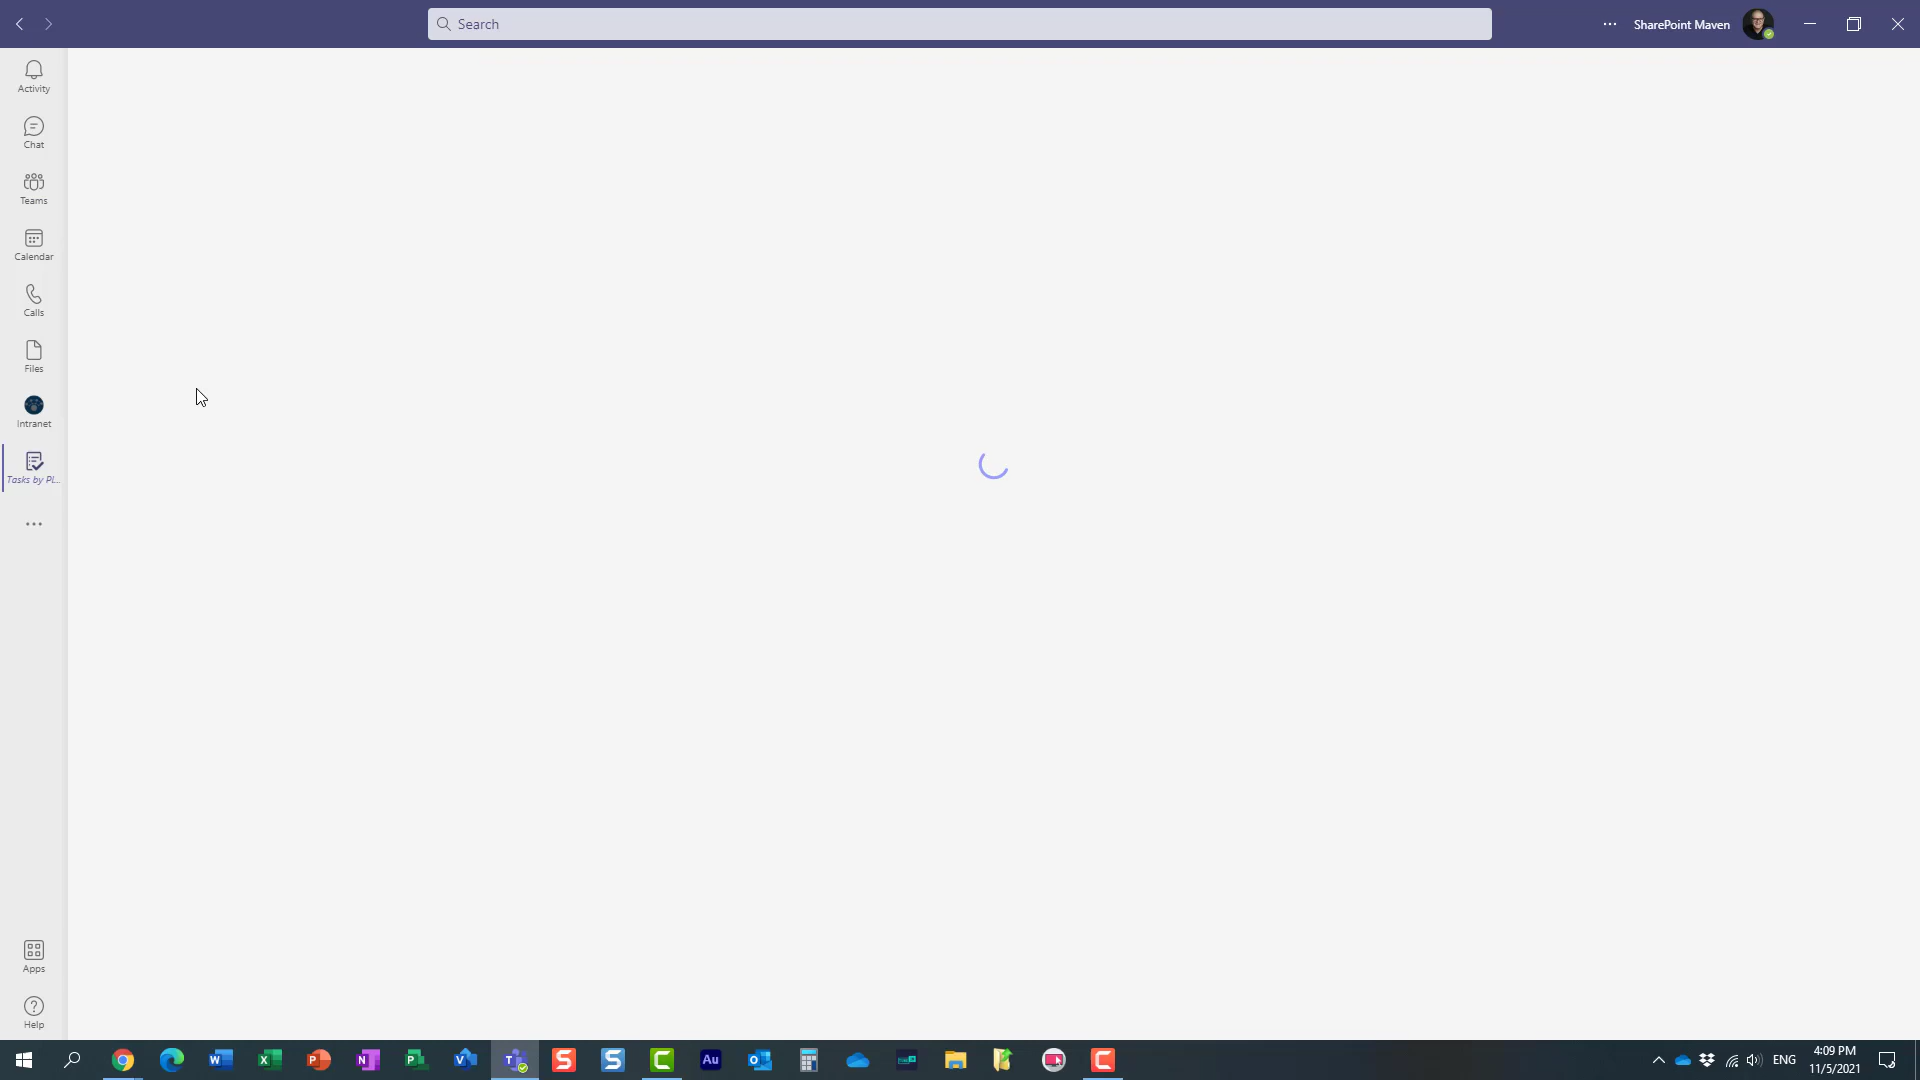 Search
SharePoint Maven
Activity
Chat
Teams
Calendar
Calls
Files
Intranet
Tasks by Pl...
Apps
Help
ENG
4:09 PM
11/5/2021